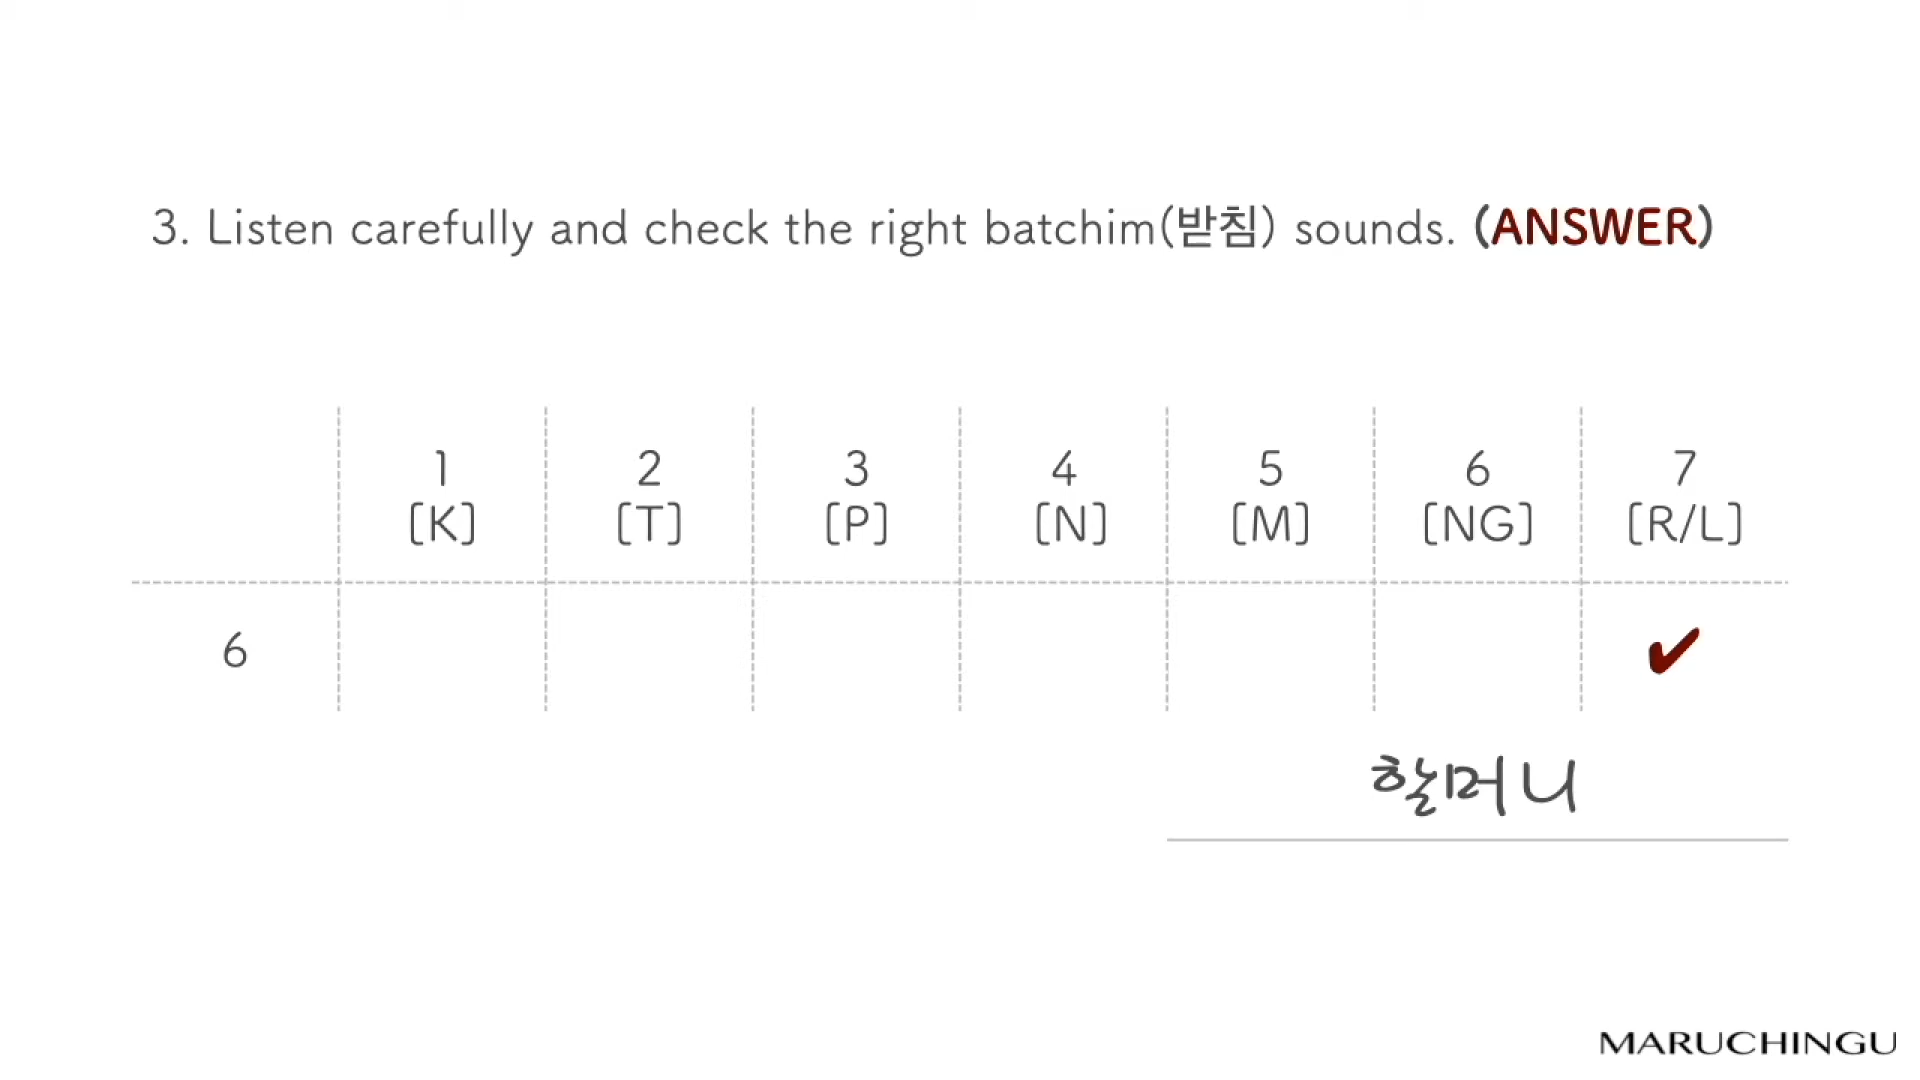 3. Listen carefully and check the right batchim(받침) sounds. (ANSWER)
1 2 3 4 5 6 7
[K] [T] [P] [N] [M] [NG] [R/L]
6 ✔
할머니
MARUCHINGU